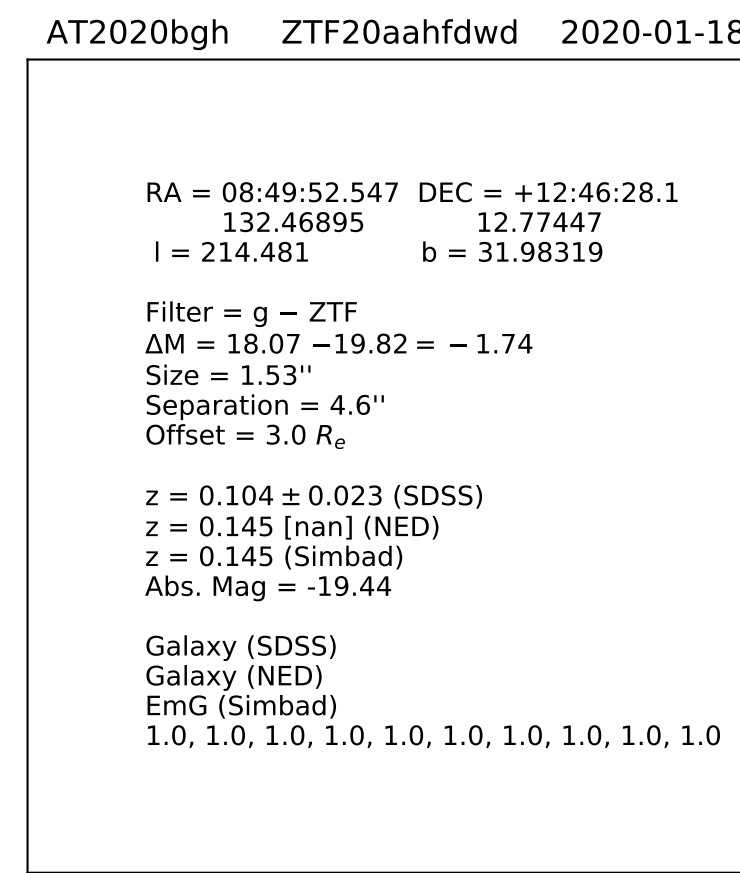 AT2020bgh ZTF20aahfdwd 2020-01-18
RA = 08:49:52.547 DEC = +12:46:28.1
132.46895 12.77447
l = 214.481 b = 31.98319
Filter = g − ZTF
ΔM = 18.07 −19.82 = − 1.74
Size = 1.53''
Separation = 4.6''
Offset = 3.0 Re
z = 0.104 ± 0.023 (SDSS)
z = 0.145 [nan] (NED)
z = 0.145 (Simbad)
Abs. Mag = -19.44
Galaxy (SDSS)
Galaxy (NED)
EmG (Simbad)
1.0, 1.0, 1.0, 1.0, 1.0, 1.0, 1.0, 1.0, 1.0, 1.0